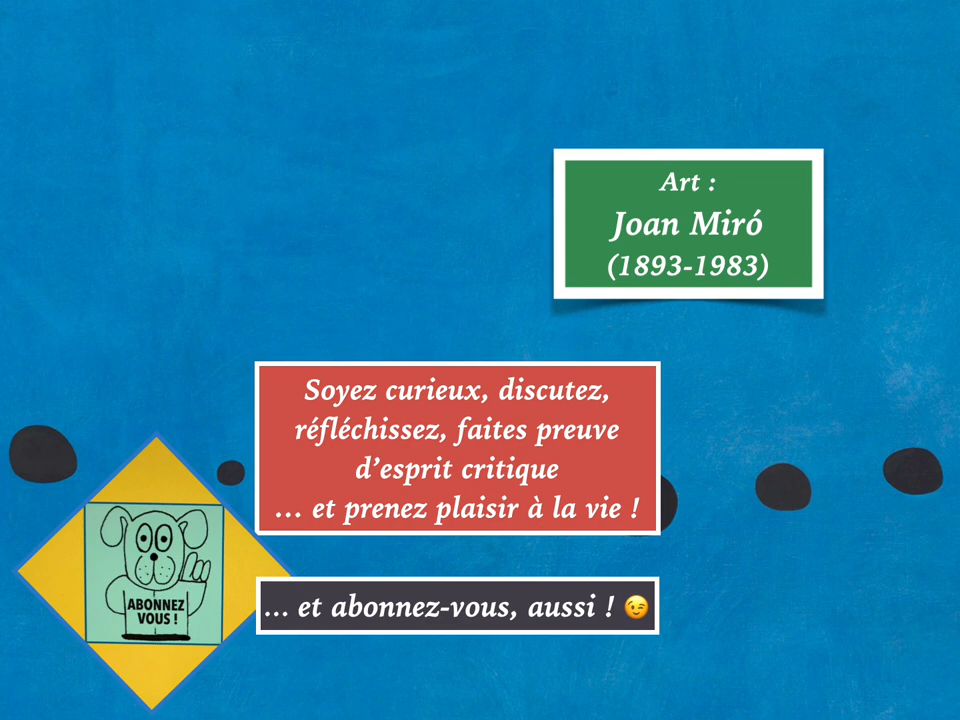 Art :
Joan Miró
(1893-1983)
Soyez curieux, discutez,
réfléchissez, faites preuve
d’esprit critique
... et prenez plaisir à la vie !
ABONNEZ
VOUS !
... et abonnez-vous, aussi ! 😉